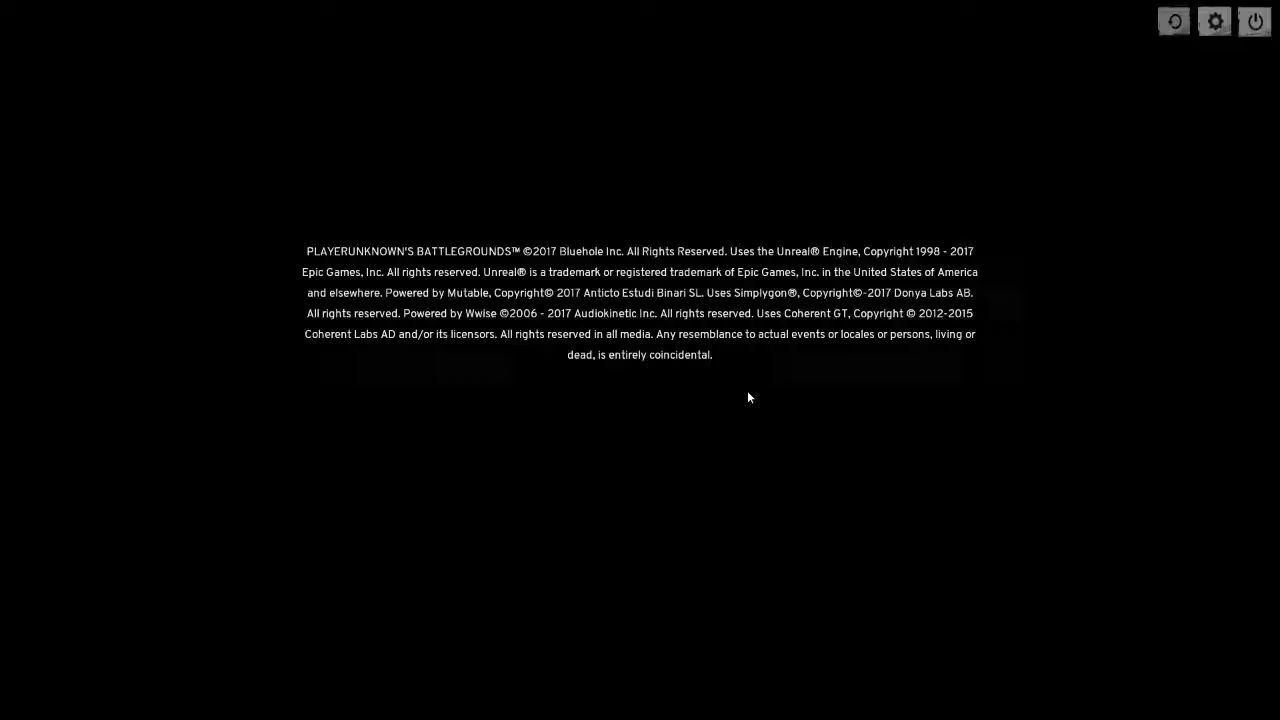 PLAYERUNKNOWN'S BATTLEGROUNDS™ ©2017 Bluehole Inc. All Rights Reserved. Uses the Unreal® Engine, Copyright 1998 - 2017
Epic Games, Inc. All rights reserved. Unreal® is a trademark or registered trademark of Epic Games, Inc. in the United States of America
and elsewhere. Powered by Mutable, Copyright© 2017 Anticto Estudi Binari SL. Uses Simplygon®, Copyright©-2017 Donya Labs AB.
All rights reserved. Powered by Wwise ©2006 - 2017 Audiokinetic Inc. All rights reserved. Uses Coherent GT, Copyright © 2012-2015
Coherent Labs AD and/or its licensors. All rights reserved in all media. Any resemblance to actual events or locales or persons, living or
dead, is entirely coincidental.